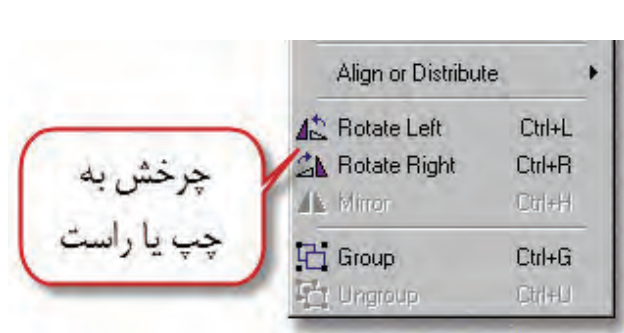 Align or Distribute
Rotate Left Ctrl+L
Rotate Right Ctrl+R
Mirror Ctrl+H
Group Ctrl+G
Ungroup Ctrl+U
چرخش به
چپ یا راست